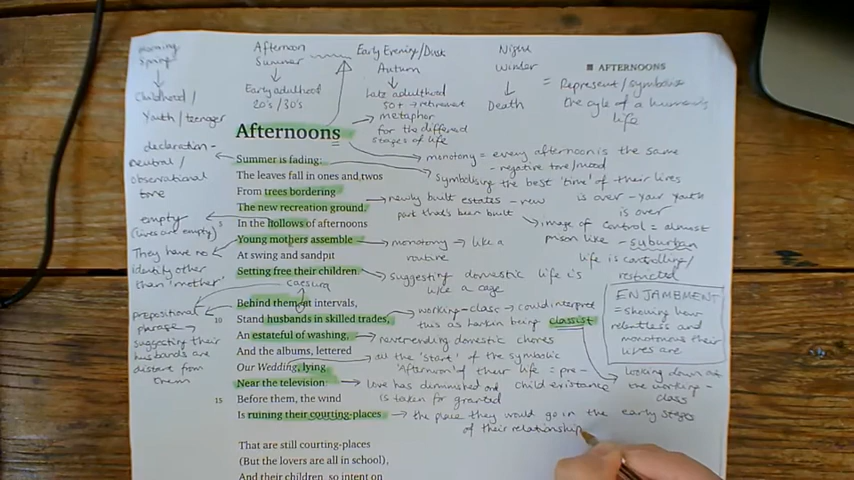 Morning
Spring
Childhood /
Youth / teenager
Afternoon
Summer
Early adulthood
20's / 30's
Early Evening / Dusk
Autumn
late adulthood
50+ → retirement
metaphor
for the different
stages of life
Night
Winter
Death
= Represent / symbolise
the cycle of a human's
life
■ AFTERNOONS
Afternoons
declaration -
neutral /
observational
tone
Summer is fading:
The leaves fall in ones and twos
From trees bordering
The new recreation ground.
5
In the hollows of afternoons
Young mothers assemble
At swing and sandpit
Setting free their children.
monotony = every afternoon is the same
- negative tone / mood
symbolising the best 'time' of their lives
is over - your youth
is over
newly built estates - new
part that's been built
image of control = almost
prison like - suburban
life is controlling /
restricted
empty
(lives are empty)
They have no
identity other
than 'mother'
monotony → like a
routine
suggesting domestic life is
like a cage
caesura
Behind them, at intervals,
10
Stand husbands in skilled trades,
An estateful of washing,
And the albums, lettered
Our Wedding, lying
Near the television:
15
Before them, the wind
Is ruining their courting-places
prepositional
phrase →
suggesting their
husbands are
distant from
them
working-class → could interpret
this as Larkin being classist
neverending domestic chores
all the 'start' of the symbolic
'Afternoon' of their life = pre-
child existance
love has diminished and
is taken for granted
the place they would go in the early stages
of their relationship
ENJAMBMENT
= showing how
relentless and
monotonous their
lives are
looking down at
the working -
class
That are still courting-places
(But the lovers are all in school),
And their children, so intent on